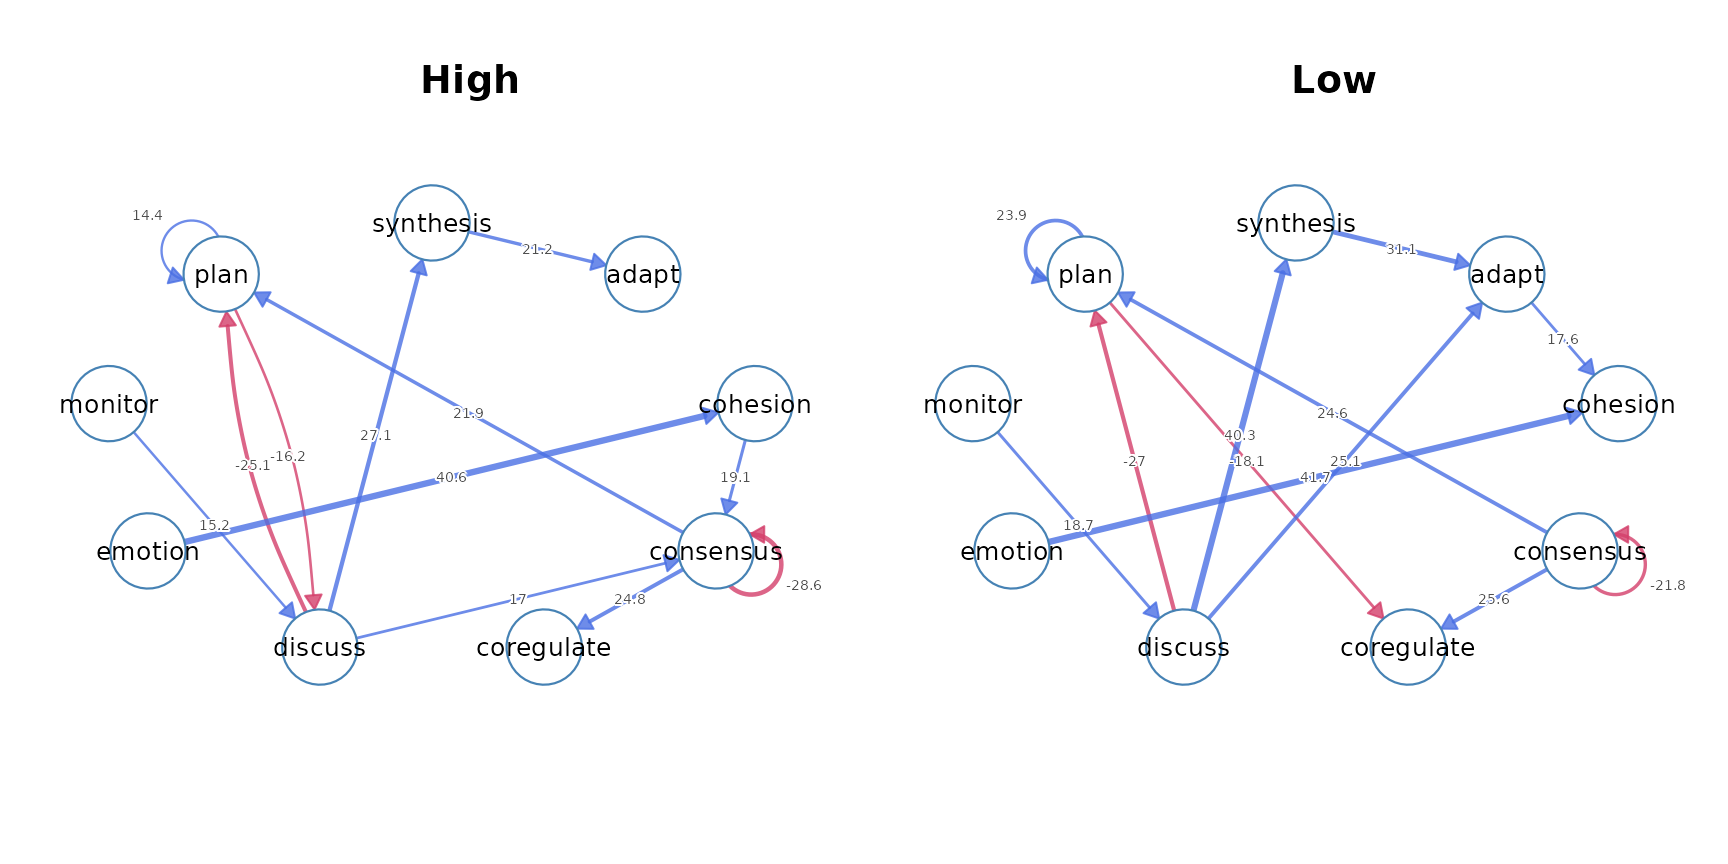 High
14.4
synthesis
21.2
plan
adapt
monitor
cohesion
21.9
27.1
-25.1
-16.2
40.6
19.1
15.2
emotion
consensus
-28.6
17
24.8
discuss
coregulate
Low
23.9
synthesis
31.1
plan
adapt
17.6
monitor
cohesion
24.6
40.3
-27
-18.1
25.1
41.7
18.7
emotion
consensus
-21.8
25.6
discuss
coregulate